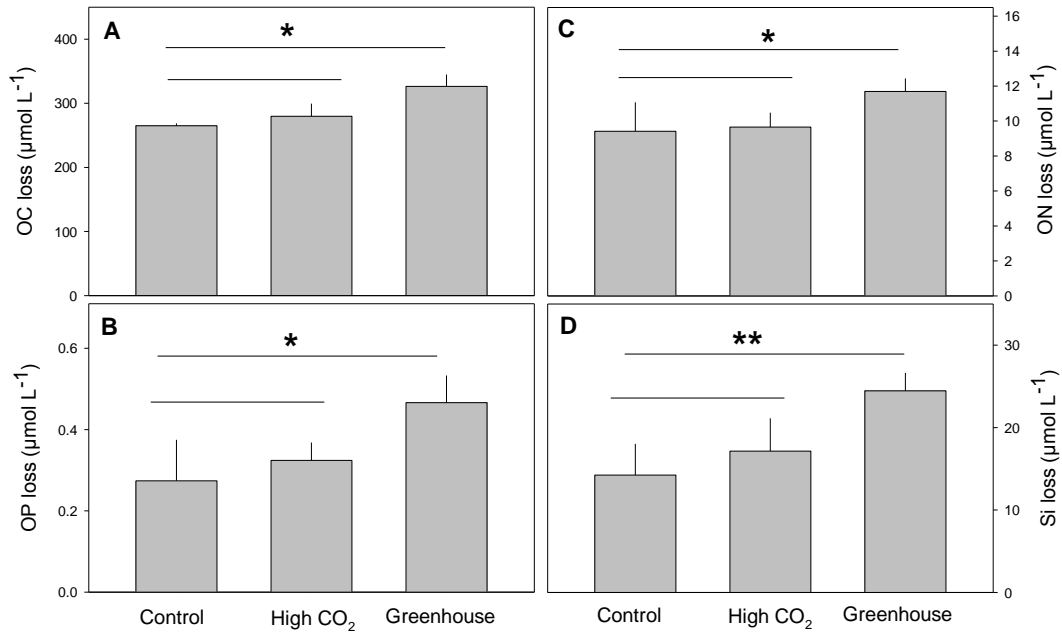 A
*
400
300
200
100
0
OC loss (µmol L⁻¹)
C
*
16
14
12
10
8
6
4
2
0
ON loss (µmol L⁻¹)
B
*
0.6
0.4
0.2
0.0
OP loss (µmol L⁻¹)
Control High CO₂ Greenhouse
D
**
30
20
10
0
Si loss (µmol L⁻¹)
Control High CO₂ Greenhouse